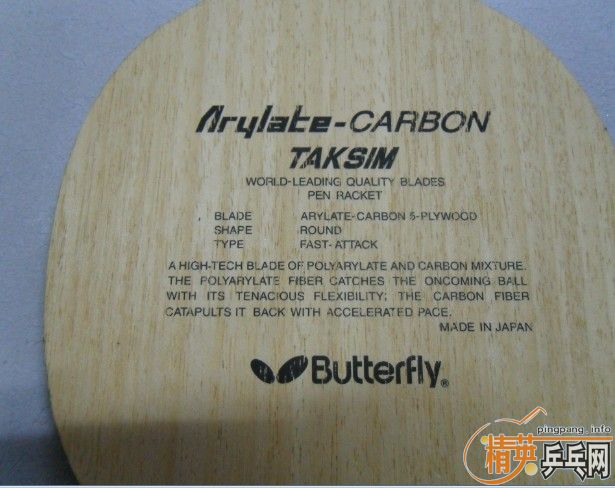 Arylate-CARBON
TAKSIM
WORLD-LEADING QUALITY BLADES
PEN RACKET
BLADE ARYLATE-CARBON 5-PLYWOOD
SHAPE ROUND
TYPE FAST-ATTACK
A HIGH-TECH BLADE OF POLYARYLATE AND CARBON MIXTURE.
THE POLYARYLATE FIBER CATCHES THE ONCOMING BALL
WITH ITS TENACIOUS FLEXIBILITY; THE CARBON FIBER
CATAPULTS IT BACK WITH ACCELERATED PACE.
MADE IN JAPAN
Butterfly®
pingpang.info
精英乒乓网